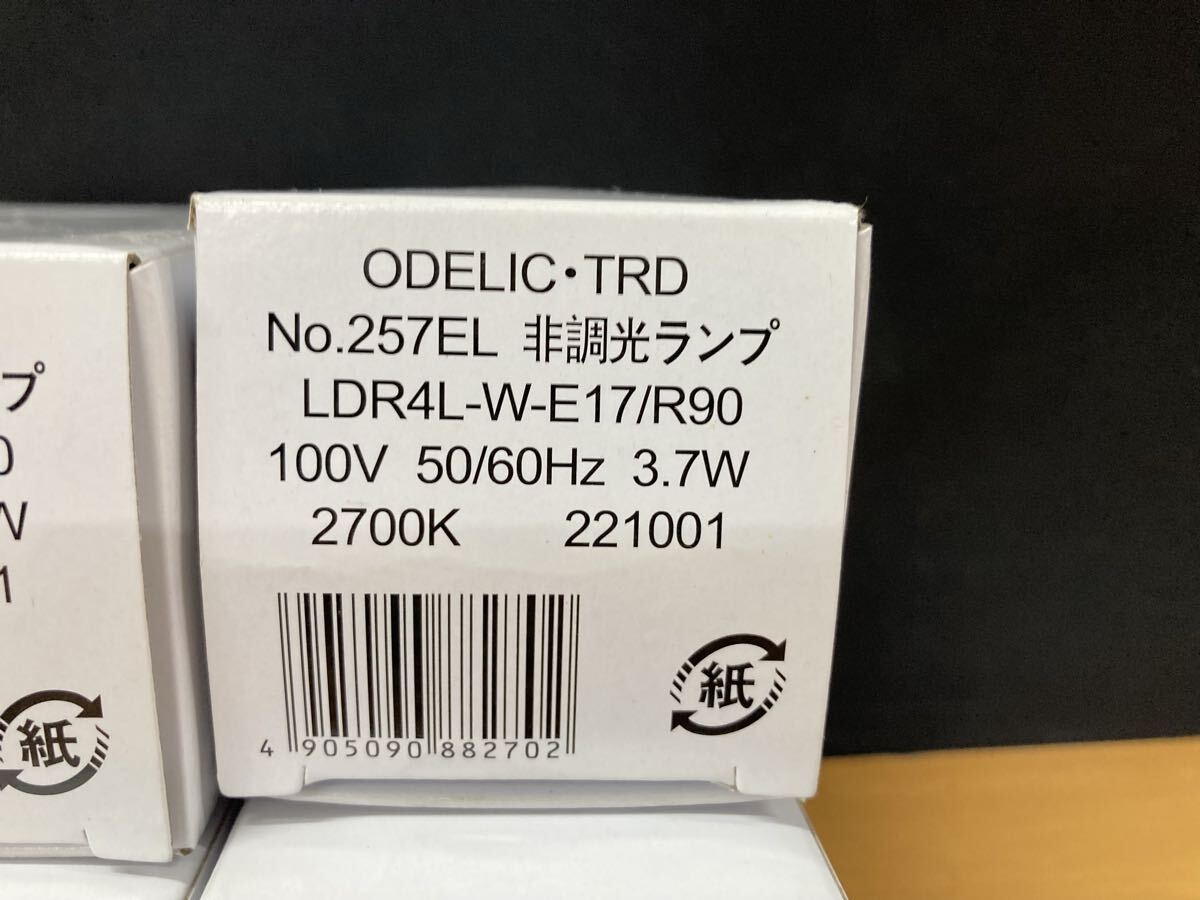 ODELIC・TRD
No.257EL 非調光ランプ
LDR4L-W-E17/R90
100V 50/60Hz 3.7W
2700K 221001
4 905090 882702
紙
プ
0
W
1
紙